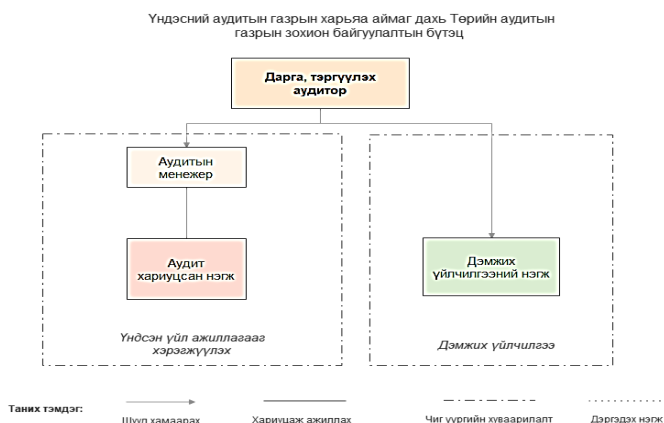 Үндэсний аудитын газрын харьяа аймаг дахь Төрийн аудитын
газрын зохион байгуулалтын бүтэц
Дарга, тэргүүлэх
аудитор
Аудитын
менежер
Аудит
хариуцсан нэгж
Дэмжих
үйлчилгээний нэгж
Үндсэн үйл ажиллагааг
хэрэгжүүлэх
Дэмжих үйлчилгээ
Таних тэмдэг:
Шууд хамаарах
Хариуцаж ажиллах
Чиг үүргийн хуваарилалт
Дэргэдэх нэгж